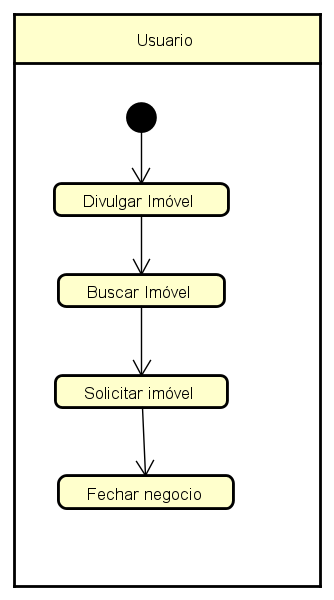 Usuario
Divulgar Imóvel
Buscar Imóvel
Solicitar imóvel
Fechar negocio